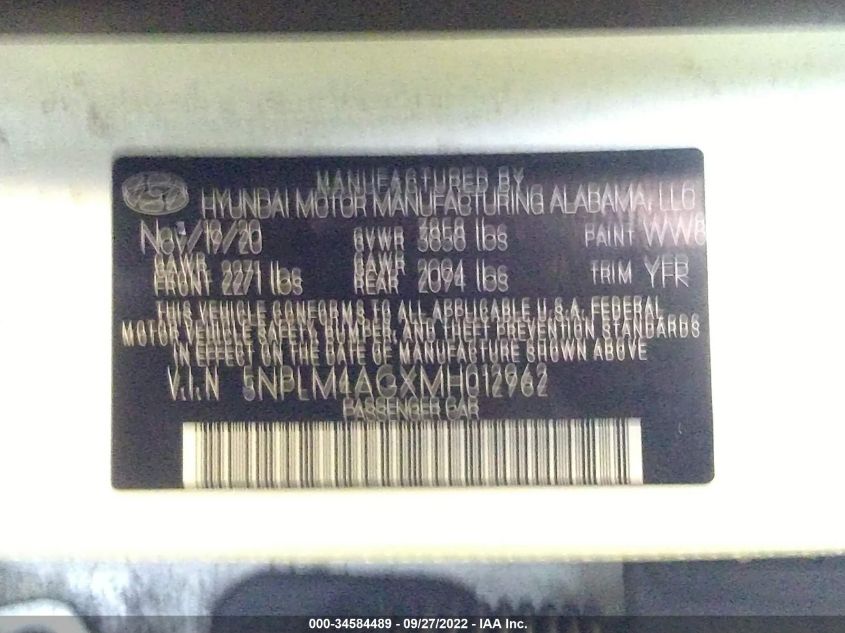 MANUFACTURED BY
HYUNDAI MOTOR MANUFACTURING ALABAMA, LLC
Nov/19/20 GVWR 3858 lbs PAINT WW8
GAWR FRONT 2271 lbs GAWR REAR 2094 lbs TRIM YFR
THIS VEHICLE CONFORMS TO ALL APPLICABLE U.S.A. FEDERAL
MOTOR VEHICLE SAFETY, BUMPER, AND THEFT PREVENTION STANDARDS
IN EFFECT ON THE DATE OF MANUFACTURE SHOWN ABOVE
V.I.N 5NPLM4AGXMH012962
PASSENGER CAR
000-34584489 | 09/27/2022 - IAA Inc.